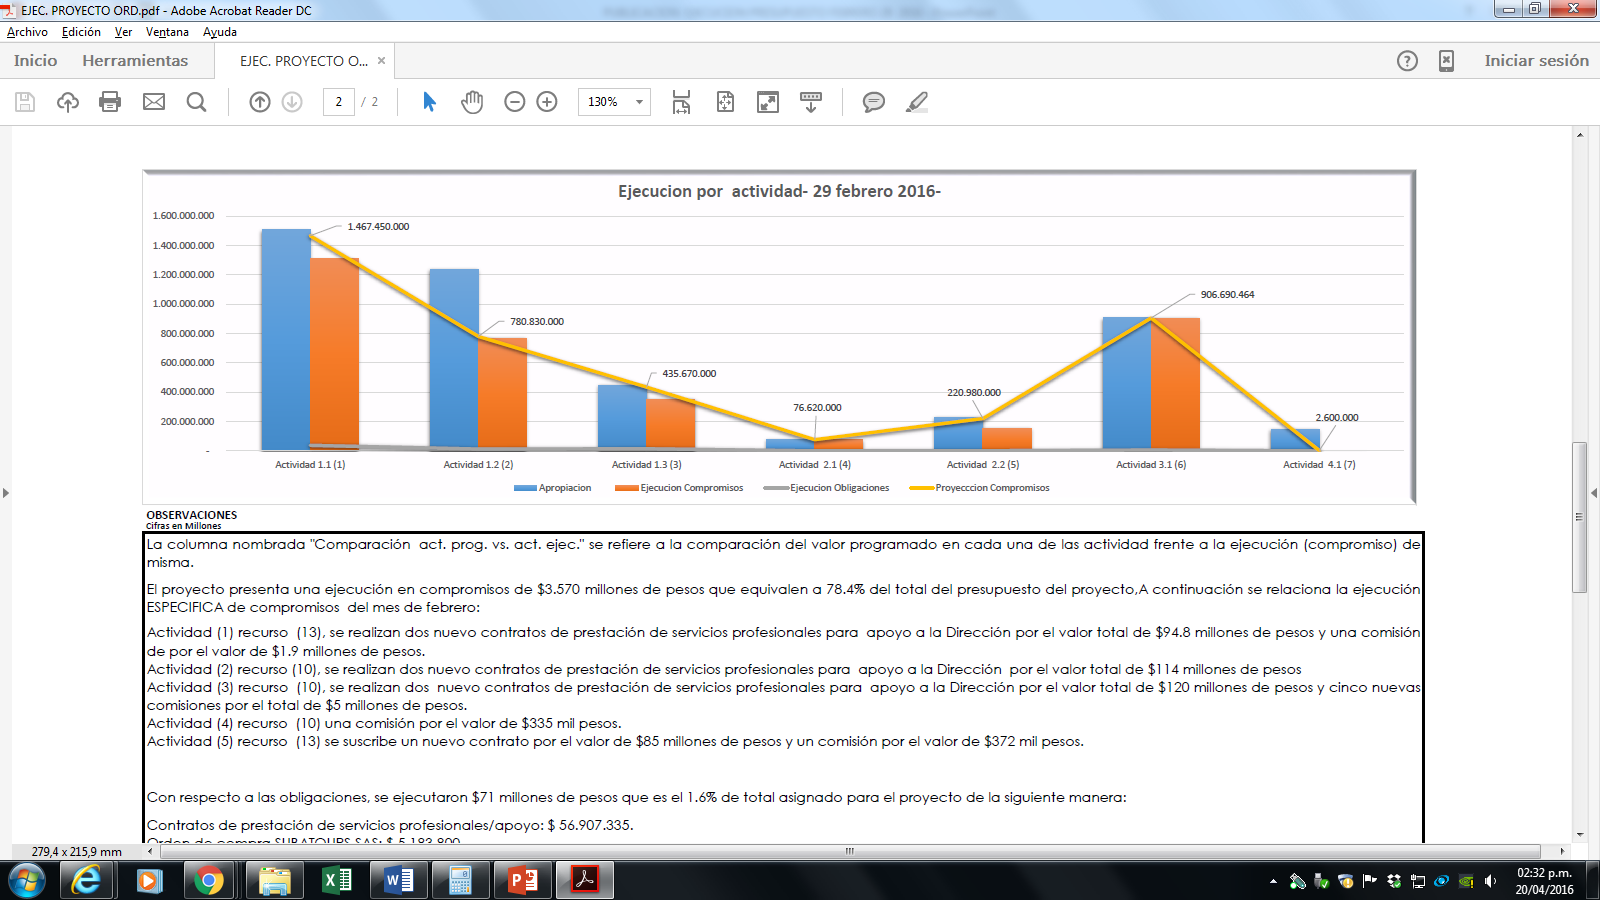 EJEC. PROYECTO ORD.pdf - Adobe Acrobat Reader DC
Archivo Edición Ver Ventana Ayuda
Inicio Herramientas EJEC. PROYECTO O... × Iniciar sesión
2 / 2 130%
Ejecucion por actividad- 29 febrero 2016-
1.600.000.000
1.400.000.000
1.200.000.000
1.000.000.000
800.000.000
600.000.000
400.000.000
200.000.000
-
1.467.450.000
780.830.000
435.670.000
76.620.000
220.980.000
906.690.464
2.600.000
Actividad 1.1 (1) Actividad 1.2 (2) Actividad 1.3 (3) Actividad 2.1 (4) Actividad 2.2 (5) Actividad 3.1 (6) Actividad 4.1 (7)
Apropiacion Ejecucion Compromisos Ejecucion Obligaciones Proyecccion Compromisos
OBSERVACIONES
Cifras en Millones
La columna nombrada "Comparación act. prog. vs. act. ejec." se refiere a la comparación del valor programado en cada una de las actividad frente a la ejecución (compromiso) de
misma.
El proyecto presenta una ejecución en compromisos de $3.570 millones de pesos que equivalen a 78.4% del total del presupuesto del proyecto,A continuación se relaciona la ejecución
ESPECIFICA de compromisos del mes de febrero:
Actividad (1) recurso (13), se realizan dos nuevo contratos de prestación de servicios profesionales para apoyo a la Dirección por el valor total de $94.8 millones de pesos y una comisión
de por el valor de $1.9 millones de pesos.
Actividad (2) recurso (10), se realizan dos nuevo contratos de prestación de servicios profesionales para apoyo a la Dirección por el valor total de $114 millones de pesos
Actividad (3) recurso (10), se realizan dos nuevo contratos de prestación de servicios profesionales para apoyo a la Dirección por el valor total de $120 millones de pesos y cinco nuevas
comisiones por el total de $5 millones de pesos.
Actividad (4) recurso (10) una comisión por el valor de $335 mil pesos.
Actividad (5) recurso (13) se suscribe un nuevo contrato por el valor de $85 millones de pesos y un comisión por el valor de $372 mil pesos.
Con respecto a las obligaciones, se ejecutaron $71 millones de pesos que es el 1.6% de total asignado para el proyecto de la siguiente manera:
Contratos de prestación de servicios profesionales/apoyo: $ 56.907.335.
Orden de compra SUBATOURS SAS: $ 5.183.800
279,4 x 215,9 mm
02:32 p.m.
20/04/2016